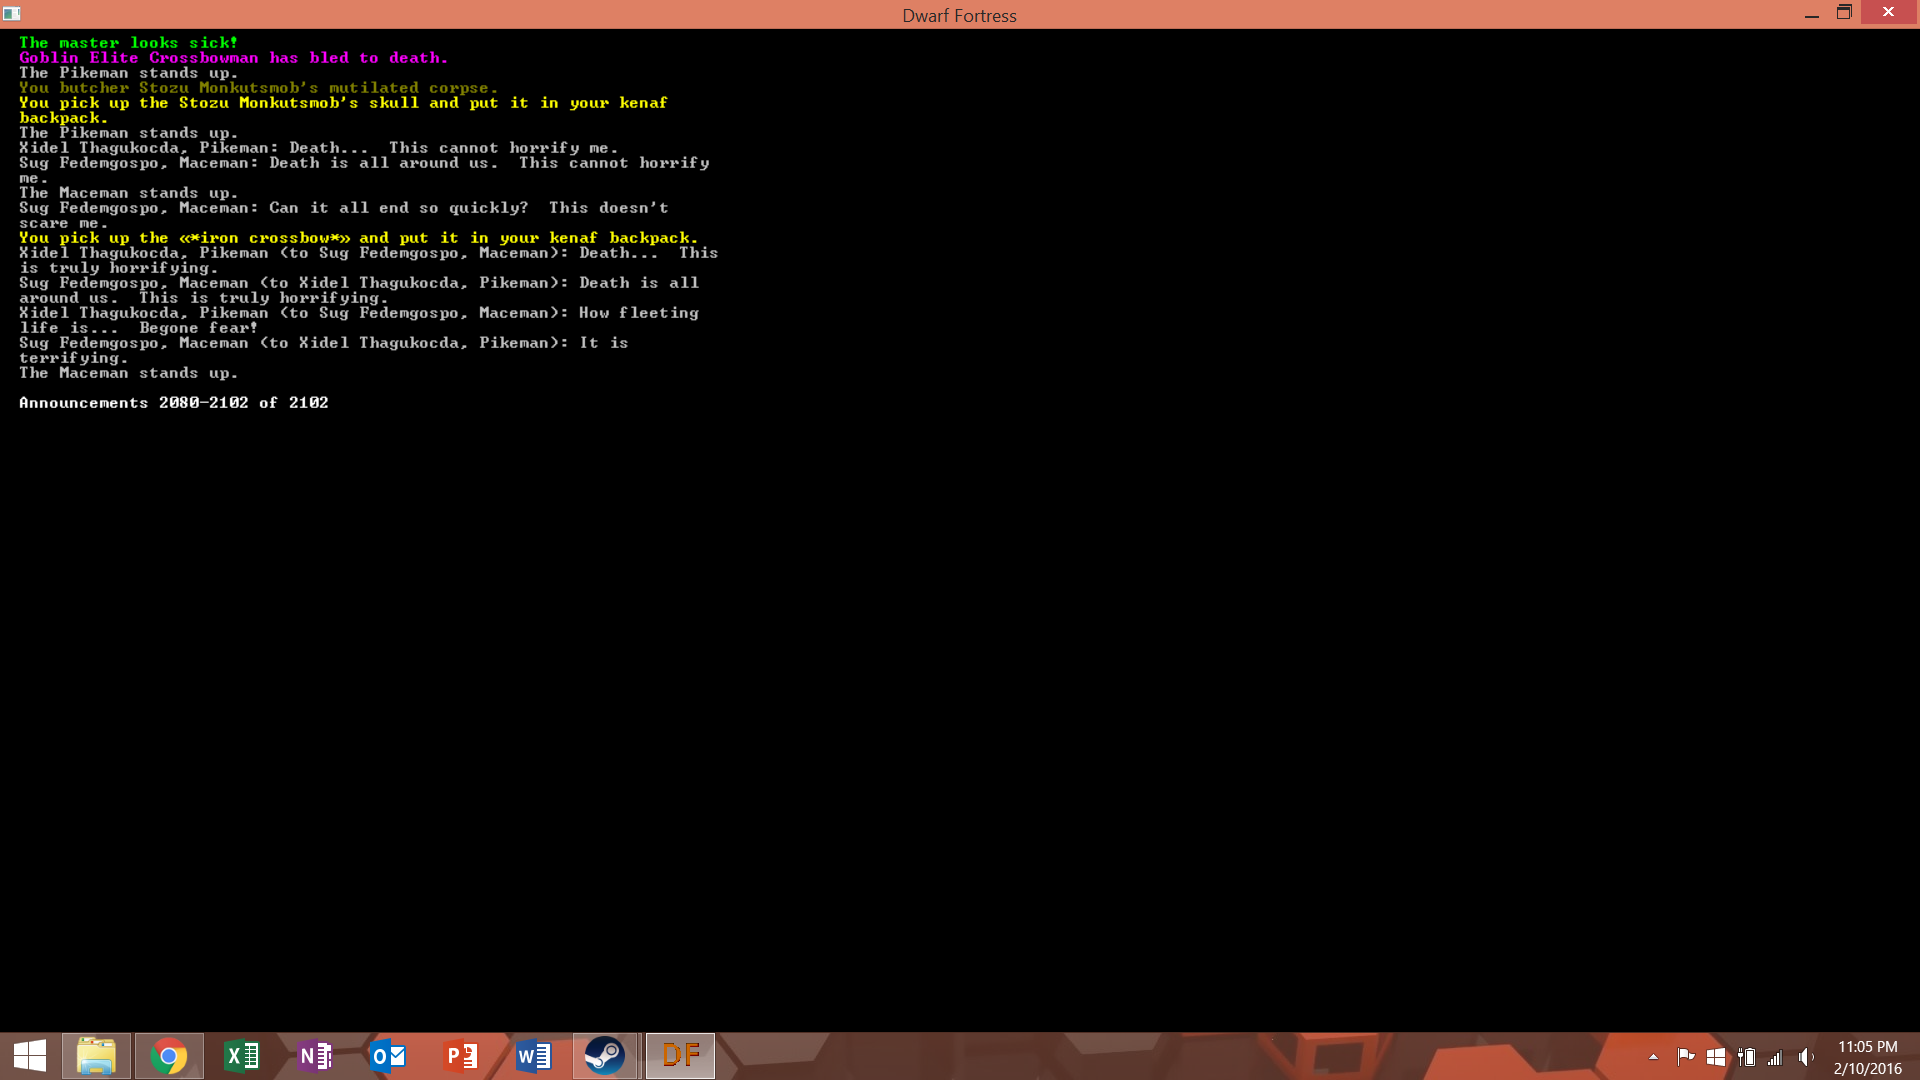 Dwarf Fortress
The master looks sick!
Goblin Elite Crossbowman has bled to death.
The Pikeman stands up.
You butcher Stozu Monkutsmob's mutilated corpse.
You pick up the Stozu Monkutsmob's skull and put it in your kenaf
backpack.
The Pikeman stands up.
Xidel Thagukocda, Pikeman: Death...  This cannot horrify me.
Sug Fedemgospo, Maceman: Death is all around us.  This cannot horrify
me.
The Maceman stands up.
Sug Fedemgospo, Maceman: Can it all end so quickly?  This doesn't
scare me.
You pick up the «*iron crossbow*» and put it in your kenaf backpack.
Xidel Thagukocda, Pikeman (to Sug Fedemgospo, Maceman): Death...  This
is truly horrifying.
Sug Fedemgospo, Maceman (to Xidel Thagukocda, Pikeman): Death is all
around us.  This is truly horrifying.
Xidel Thagukocda, Pikeman (to Sug Fedemgospo, Maceman): How fleeting
life is...  Begone fear!
Sug Fedemgospo, Maceman (to Xidel Thagukocda, Pikeman): It is
terrifying.
The Maceman stands up.
Announcements 2080-2102 of 2102
DF
11:05 PM
2/10/2016